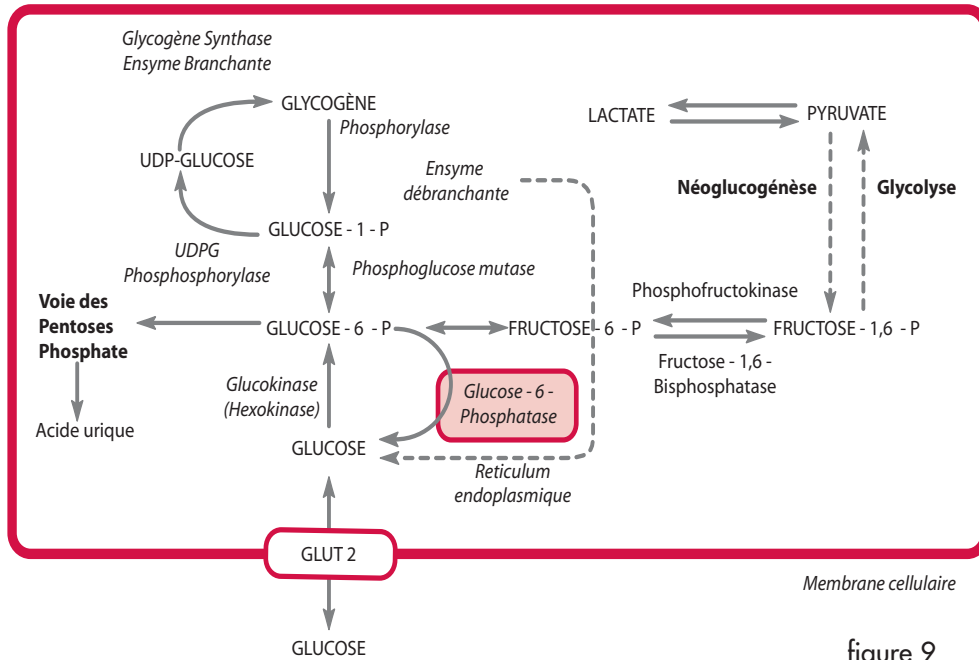 Glycogène Synthase
Ensyme Branchante
GLYCOGÈNE
Phosphorylase
LACTATE
PYRUVATE
UDP-GLUCOSE
Ensyme
débranchante
Néoglucogénèse
Glycolyse
GLUCOSE - 1 - P
UDPG
Phosphosphorylase
Phosphoglucose mutase
Voie des
Pentoses
Phosphate
Phosphofructokinase
GLUCOSE - 6 - P
FRUCTOSE - 6 - P
FRUCTOSE - 1,6 - P
Fructose - 1,6 -
Bisphosphatase
Glucokinase
(Hexokinase)
Glucose - 6 -
Phosphatase
Acide urique
GLUCOSE
Reticulum
endoplasmique
GLUT 2
Membrane cellulaire
GLUCOSE
figure 9